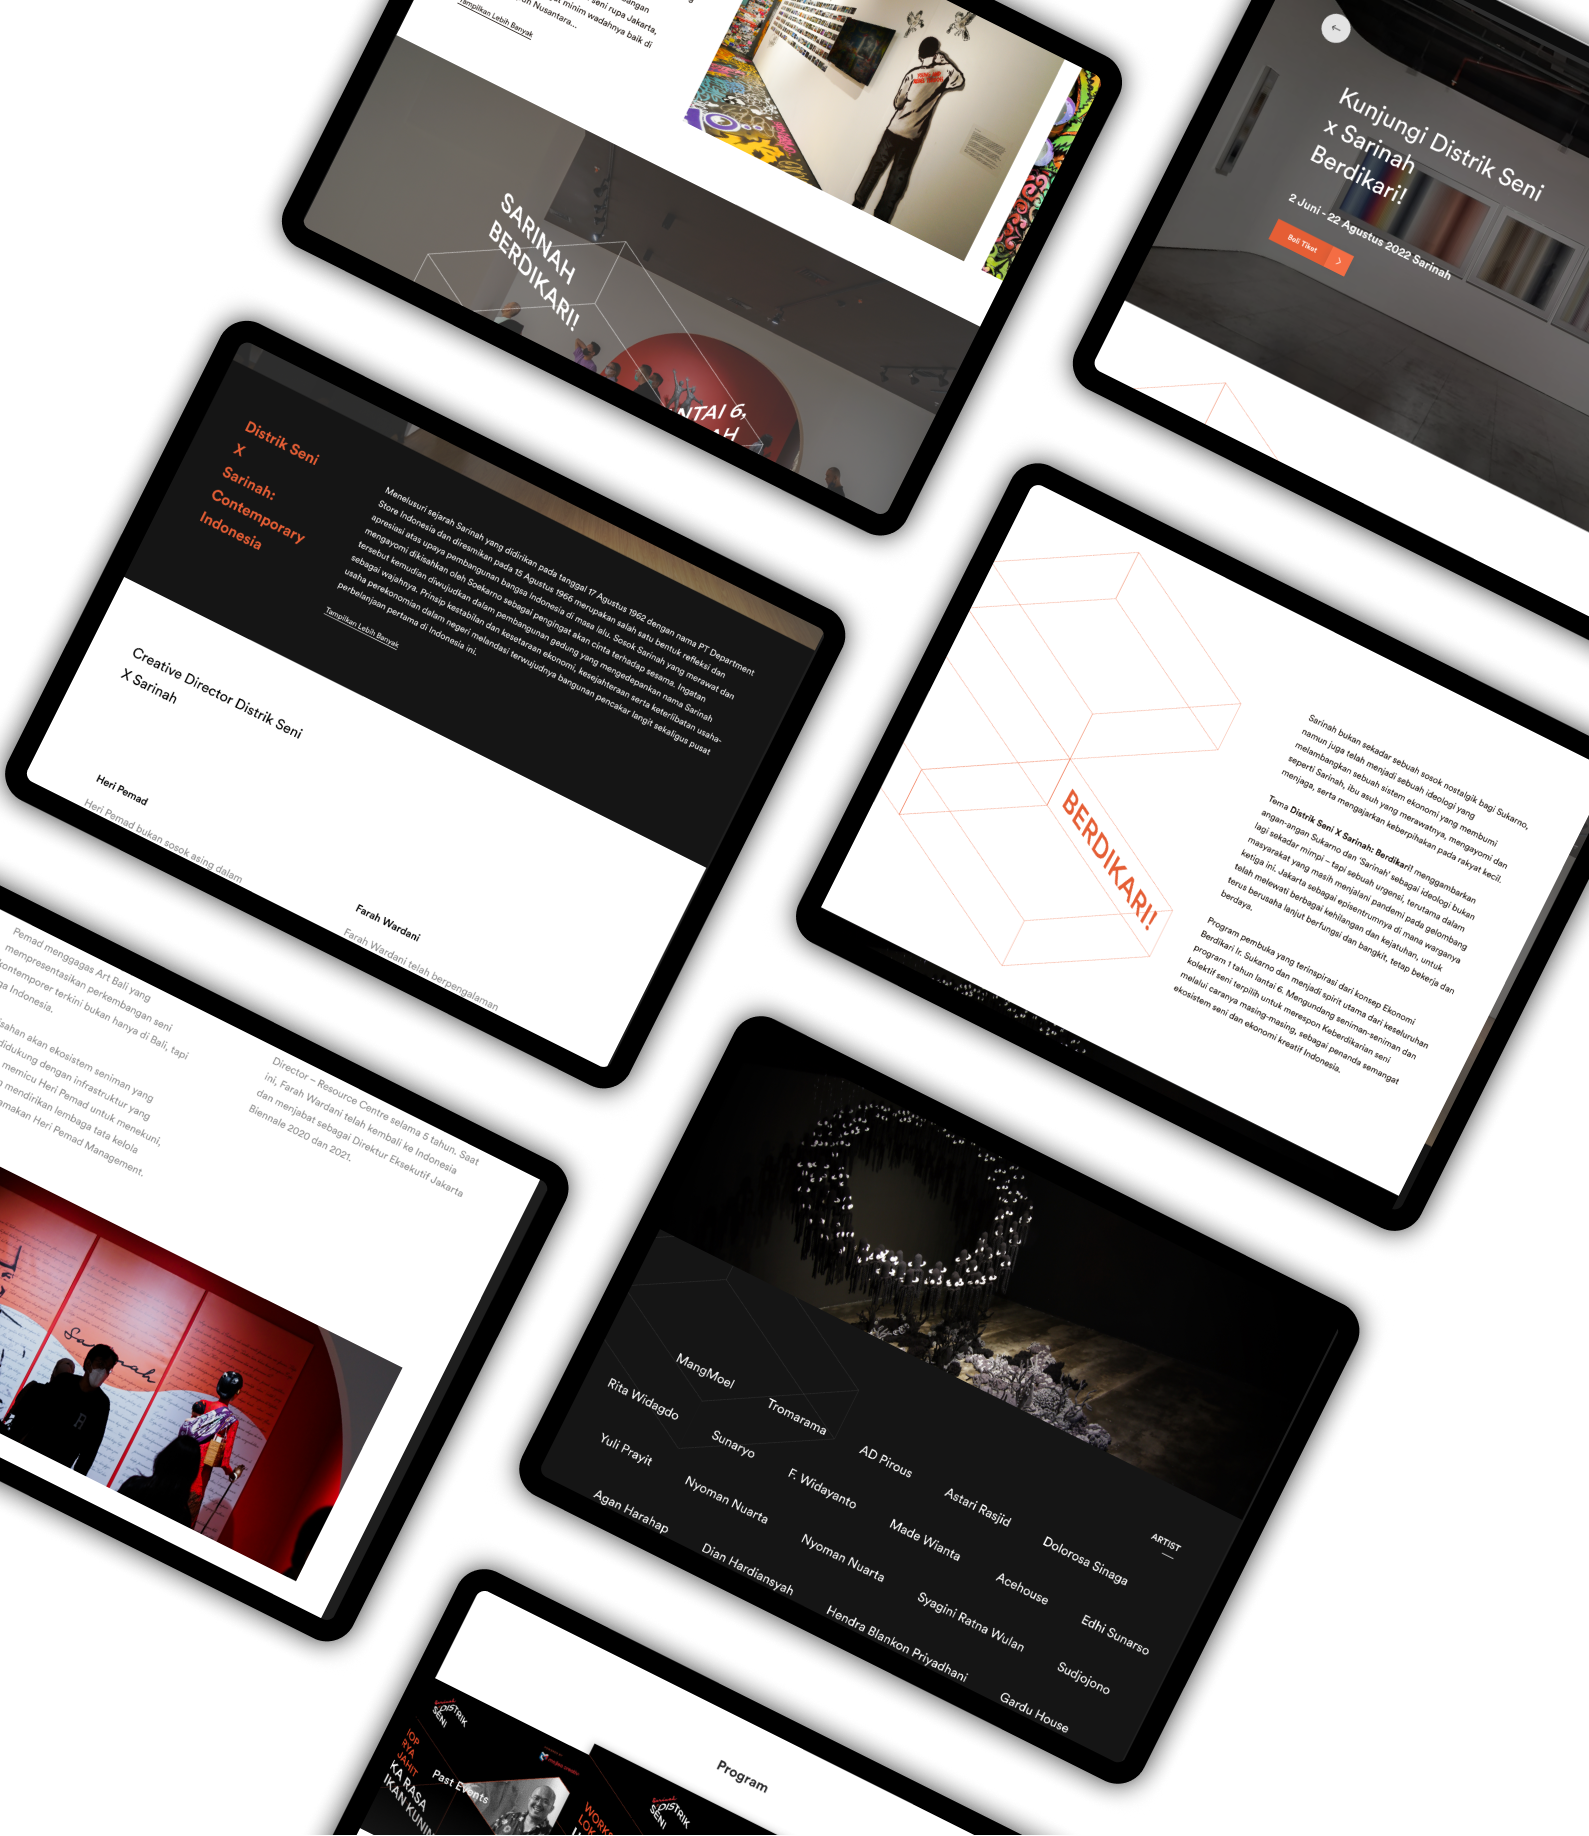 seni rupa Jakarta,
minim wadahnya baik di
Nusantara...
Tampilkan Lebih Banyak
SARINAH
BERDIKARI!
NTAI 6,
AH
←
Kunjungi Distrik Seni
x Sarinah
Berdikari!
2 Juni - 22 Agustus 2022 Sarinah
Beli Tiket
Distrik Seni
X
Sarinah:
Contemporary
Indonesia
Menelusuri sejarah Sarinah yang didirikan pada tanggal 17 Agustus 1962 dengan nama PT Department
Store Indonesia dan diresmikan pada 15 Agustus 1966 merupakan salah satu bentuk refleksi dan
apresiasi atas upaya pembangunan bangsa Indonesia di masa lalu. Sosok Sarinah yang merawat dan
mengayomi dikisahkan oleh Soekarno sebagai pengingat akan cinta terhadap sesama. Ingatan
tersebut kemudian diwujudkan dalam pembangunan gedung yang mengedepankan nama Sarinah
sebagai wajahnya. Prinsip kestabilan dan kesetaraan ekonomi, kesejahteraan serta keterlibatan usaha-
usaha perekonomian dalam negeri melandasi terwujudnya bangunan pencakar langit sekaligus pusat
perbelanjaan pertama di Indonesia ini.
Tampilkan Lebih Banyak
Creative Director Distrik Seni
X Sarinah
Heri Pemad
Heri Pemad bukan sosok asing dalam
Farah Wardani
Farah Wardani telah berpengalaman
BERDIKARI!
Sarinah bukan sekadar sebuah sosok nostalgik bagi Sukarno,
namun juga telah menjadi sebuah ideologi yang
melambangkan sebuah sistem ekonomi yang membumi
seperti Sarinah, ibu asuh yang merawatnya, mengayomi dan
menjaga, serta mengajarkan keberpihakan pada rakyat kecil.
Tema Distrik Seni X Sarinah: Berdikari! menggambarkan
angan-angan Sukarno dan 'Sarinah' sebagai ideologi bukan
lagi sekadar mimpi – tapi sebuah urgensi, terutama dalam
masyarakat yang masih menjalani pandemi pada gelombang
ketiga ini. Jakarta sebagai episentrumnya di mana warganya
telah melewati berbagai kehilangan dan kejatuhan, untuk
terus berusaha lanjut berfungsi dan bangkit, tetap bekerja dan
berdaya.
Program pembuka yang terinspirasi dari konsep Ekonomi
Berdikari Ir. Sukarno dan menjadi spirit utama dari keseluruhan
program 1 tahun lantai 6. Mengundang seniman-seniman dan
kolektif seni terpilih untuk merespon Keberdikarian seni
melalui caranya masing-masing, sebagai penanda semangat
ekosistem seni dan ekonomi kreatif Indonesia.
Pemad menggagas Art Bali yang
mempresentasikan perkembangan seni
kontemporer terkini bukan hanya di Bali, tapi
Indonesia.
akan ekosistem seniman yang
didukung dengan infrastruktur yang
memicu Heri Pemad untuk menekuni,
mendirikan lembaga tata kelola
Heri Pemad Management.
Director – Resource Centre selama 5 tahun. Saat
ini, Farah Wardani telah kembali ke Indonesia
dan menjabat sebagai Direktur Eksekutif Jakarta
Biennale 2020 dan 2021.
ARTIST
MangMoel
Tromarama
AD Pirous
Astari Rasjid
Dolorosa Sinaga
Rita Widagdo
Sunaryo
F. Widayanto
Made Wianta
Acehouse
Edhi Sunarso
Yuli Prayit
Nyoman Nuarta
Nyoman Nuarta
Syagini Ratna Wulan
Sudjojono
Agan Harahap
Dian Hardiansyah
Hendra Blankon Priyadhani
Gardu House
Program
DISTRIK
SENI
IOP
RYA
JAHIT
KA RASA
IKAN KUNIN
Past Events
DISTRIK
SENI
WORKS
LOK